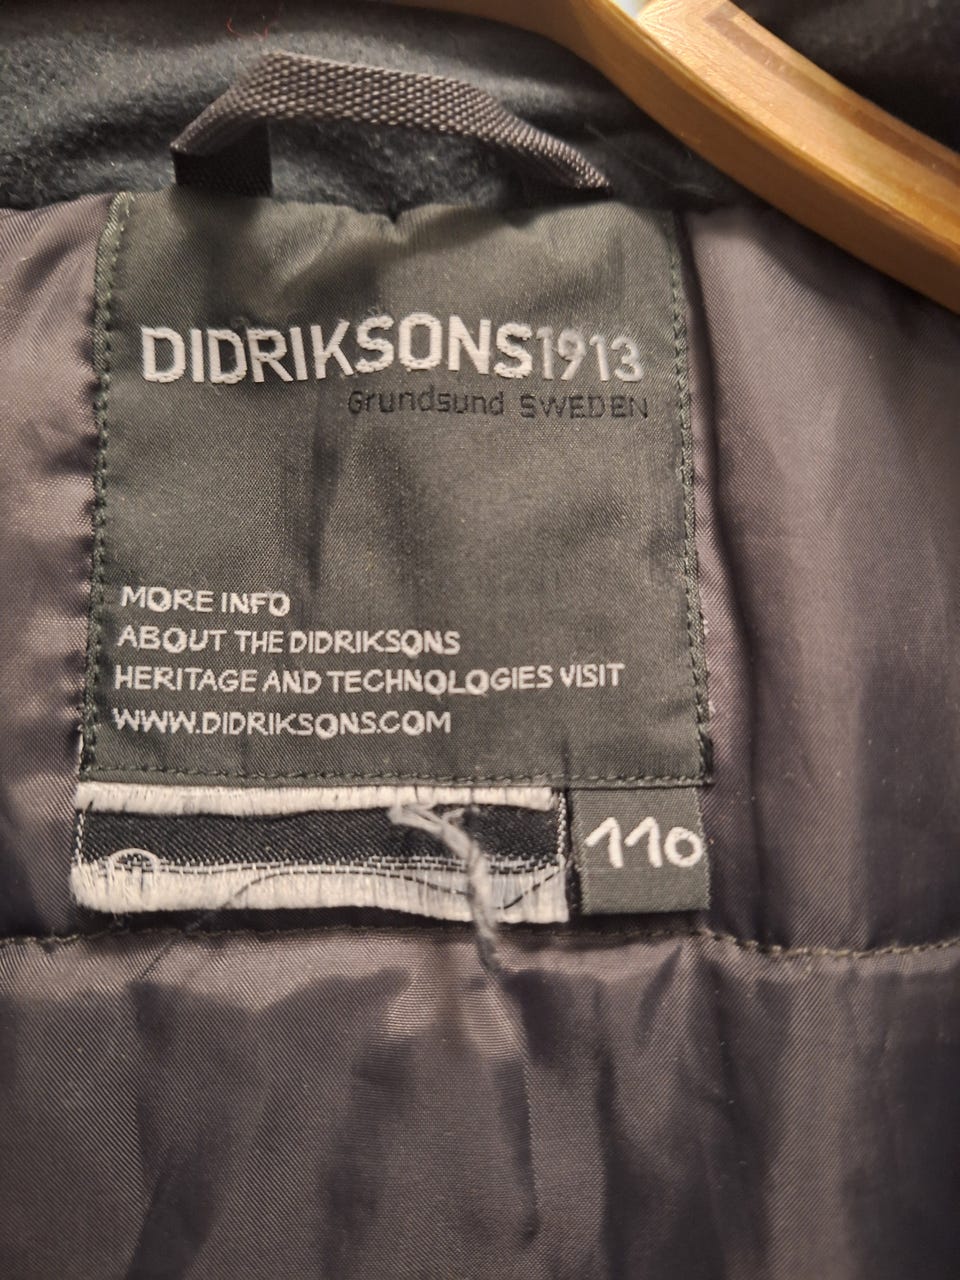 DIDRIKSONS1913
Grundsund SWEDEN
MORE INFO
ABOUT THE DIDRIKSONS
HERITAGE AND TECHNOLOGIES VISIT
WWW.DIDRIKSONS.COM
110